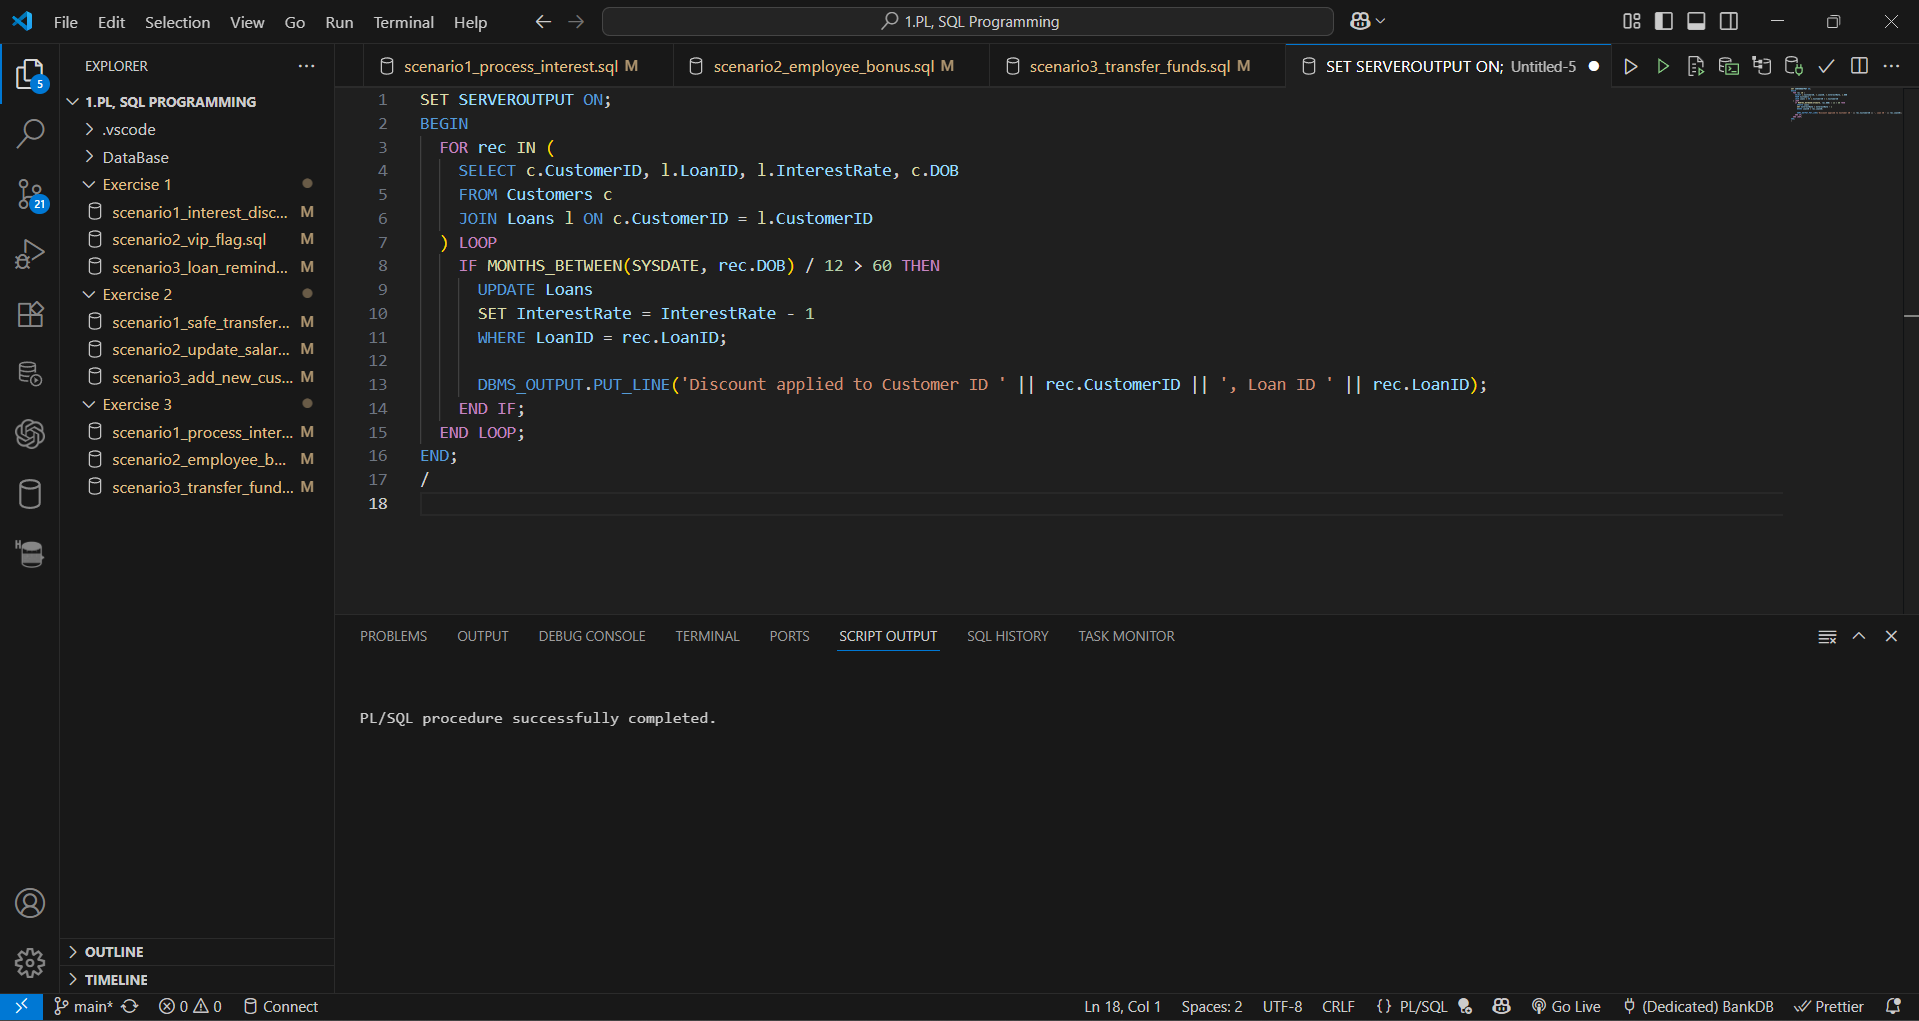 File Edit Selection View Go Run Terminal Help
1.PL, SQL Programming
EXPLORER
5
21
1.PL, SQL PROGRAMMING
.vscode
DataBase
Exercise 1
scenario1_interest_disc... M
scenario2_vip_flag.sql M
scenario3_loan_remind... M
Exercise 2
scenario1_safe_transfer... M
scenario2_update_salar... M
scenario3_add_new_cus... M
Exercise 3
scenario1_process_inter... M
scenario2_employee_b... M
scenario3_transfer_fund... M
H
OUTLINE
TIMELINE
scenario1_process_interest.sql M scenario2_employee_bonus.sql M scenario3_transfer_funds.sql M SET SERVEROUTPUT ON; Untitled-5
1 SET SERVEROUTPUT ON;
2 BEGIN
3 FOR rec IN (
4 SELECT c.CustomerID, l.LoanID, l.InterestRate, c.DOB
5 FROM Customers c
6 JOIN Loans l ON c.CustomerID = l.CustomerID
7 ) LOOP
8 IF MONTHS_BETWEEN(SYSDATE, rec.DOB) / 12 > 60 THEN
9 UPDATE Loans
10 SET InterestRate = InterestRate - 1
11 WHERE LoanID = rec.LoanID;
12
13 DBMS_OUTPUT.PUT_LINE('Discount applied to Customer ID ' || rec.CustomerID || ', Loan ID ' || rec.LoanID);
14 END IF;
15 END LOOP;
16 END;
17 /
18
PROBLEMS OUTPUT DEBUG CONSOLE TERMINAL PORTS SCRIPT OUTPUT SQL HISTORY TASK MONITOR
PL/SQL procedure successfully completed.
main* 0 0 Connect Ln 18, Col 1 Spaces: 2 UTF-8 CRLF {} PL/SQL Go Live (Dedicated) BankDB Prettier